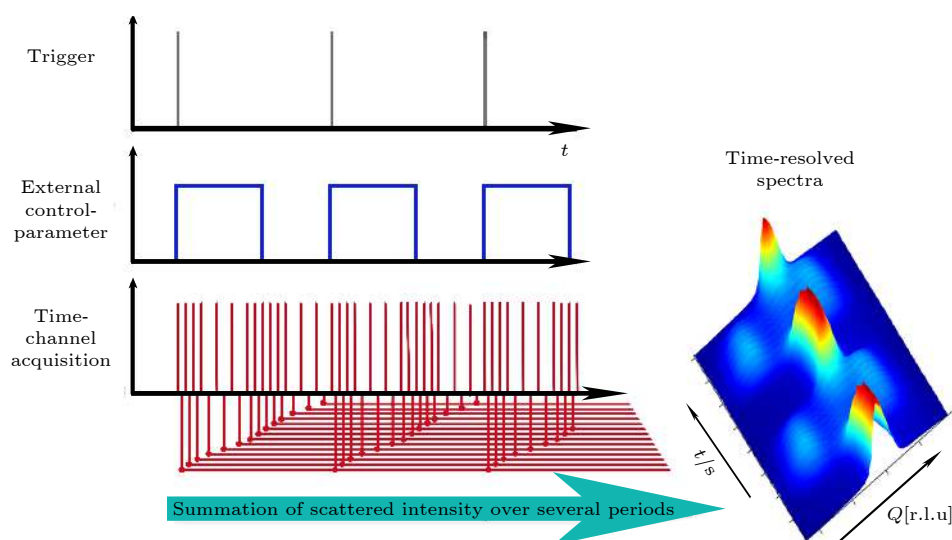 Trigger
t
External
control-
parameter
Time-resolved
spectra
Time-
channel
acquisition
t/s
Summation of scattered intensity over several periods
Q[r.l.u]